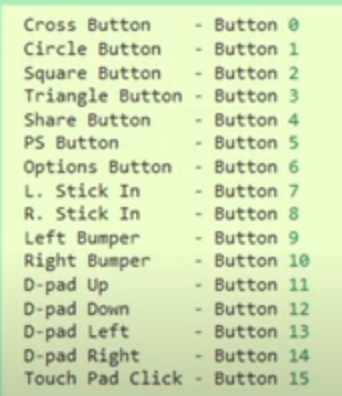 Cross Button - Button 0
Circle Button - Button 1
Square Button - Button 2
Triangle Button - Button 3
Share Button - Button 4
PS Button - Button 5
Options Button - Button 6
L. Stick In - Button 7
R. Stick In - Button 8
Left Bumper - Button 9
Right Bumper - Button 10
D-pad Up - Button 11
D-pad Down - Button 12
D-pad Left - Button 13
D-pad Right - Button 14
Touch Pad Click - Button 15